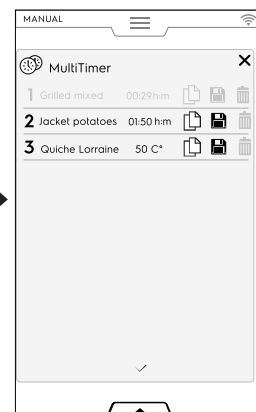 MANUAL
MultiTimer
1 Grilled mixed 00:29h:m
2 Jacket potatoes 01:50 h:m
3 Quiche Lorraine 50 C°